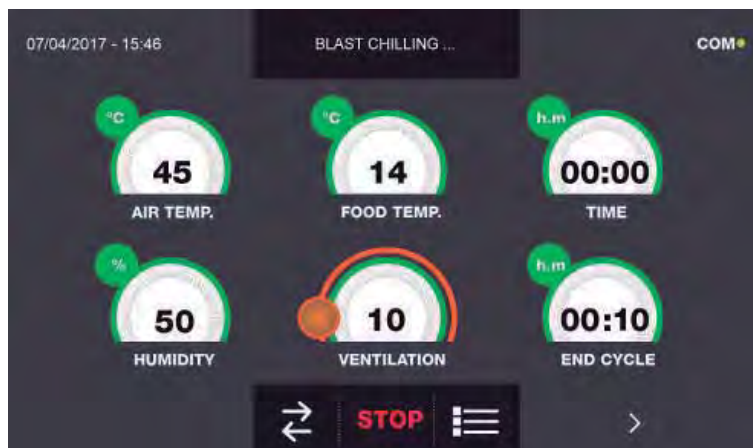 07/04/2017 - 15:46 BLAST CHILLING ... COM
°C °C h.m
45 14 00:00
AIR TEMP. FOOD TEMP. TIME
% h.m
50 10 00:10
HUMIDITY VENTILATION END CYCLE
STOP